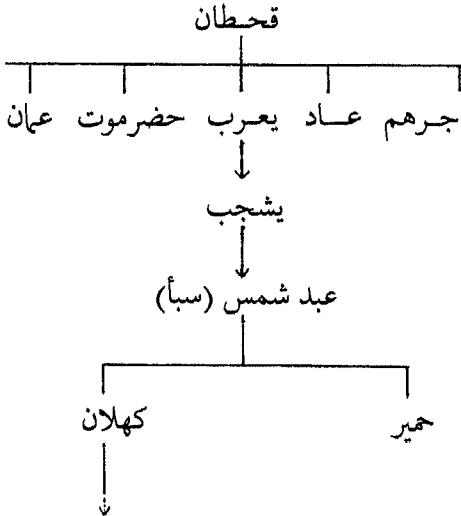 قحطان
جرهم عاد يعرب حضرموت عمان
يشجب
عبد شمس (سبأ)
حمير كهلان